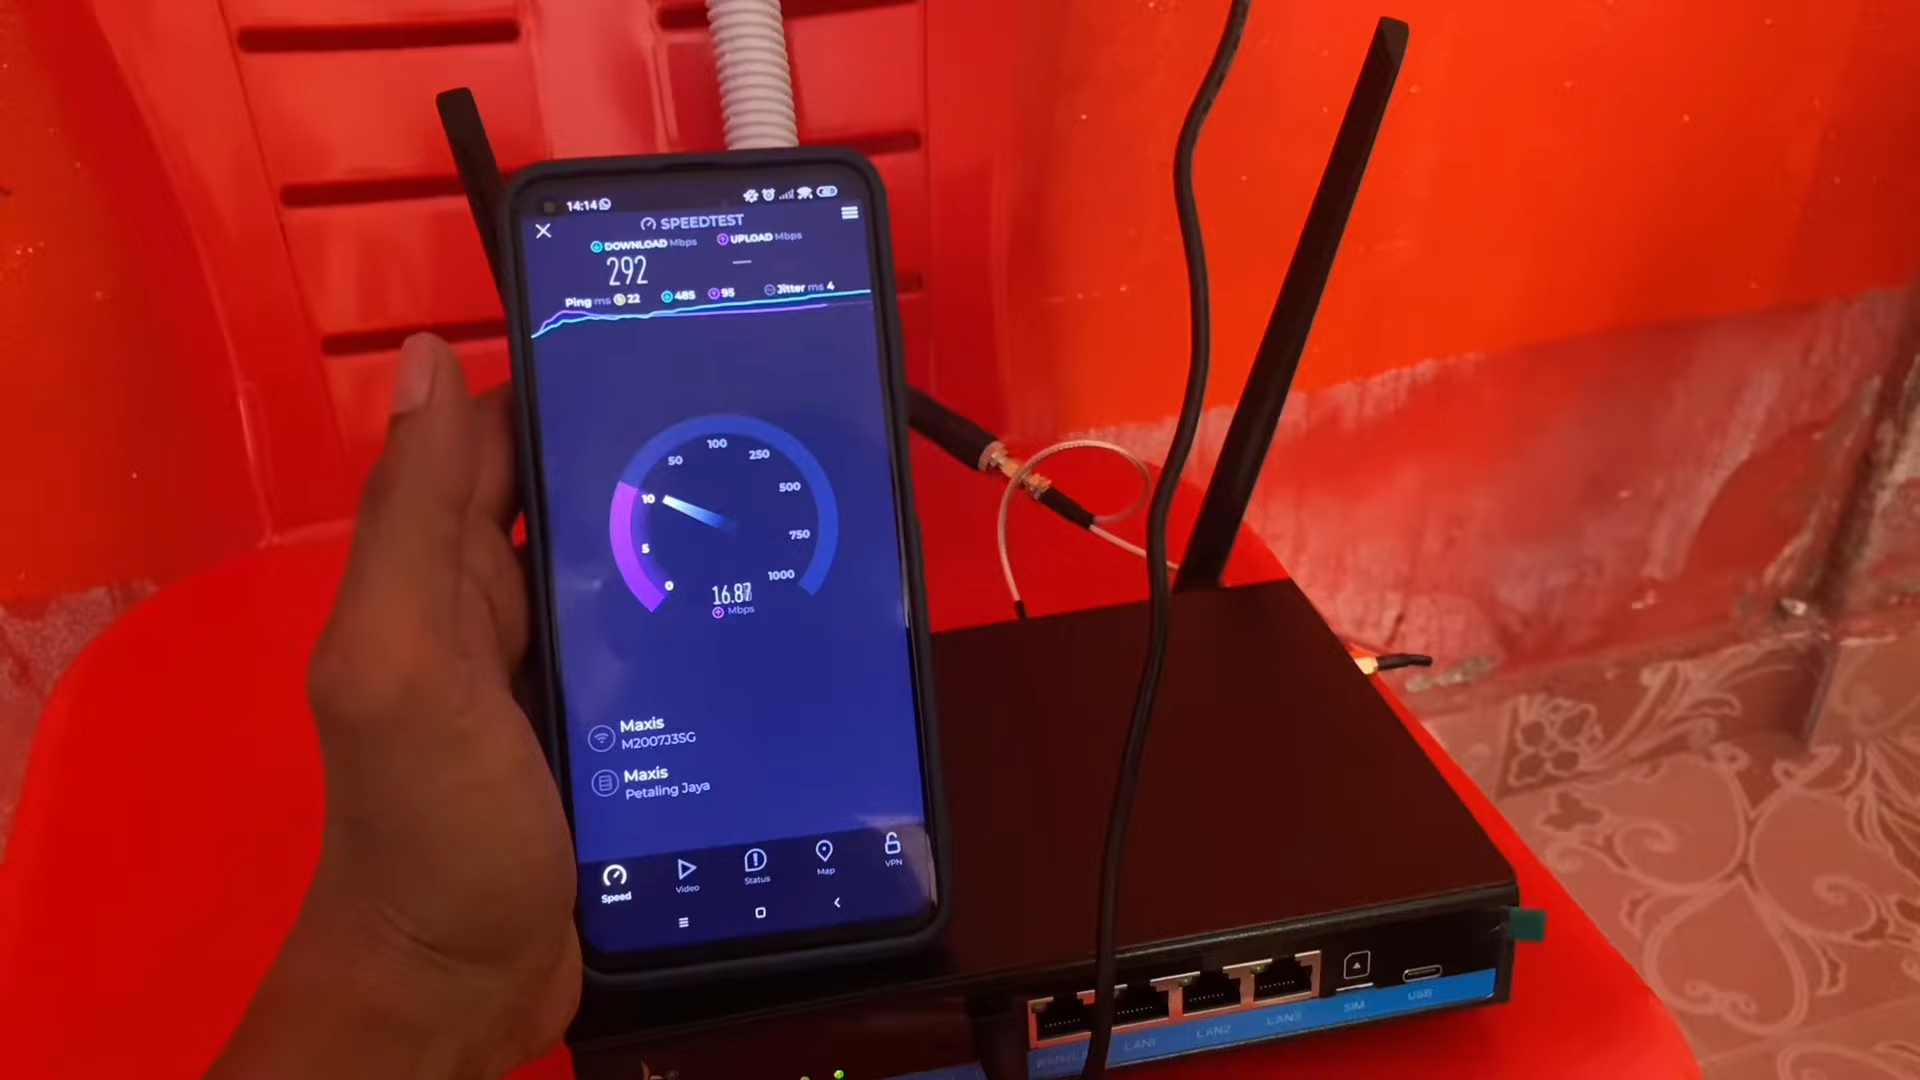 14:14
SPEEDTEST
DOWNLOAD Mbps UPLOAD Mbps
292 —
Ping ms 22 485 95 Jitter ms 4
100
50 250
10 500
5 750
0 1000
16.87
Mbps
Maxis
M2007J3SG
Maxis
Petaling Jaya
Speed Video Status Map VPN
LAN1 LAN2 LAN3 SIM USB